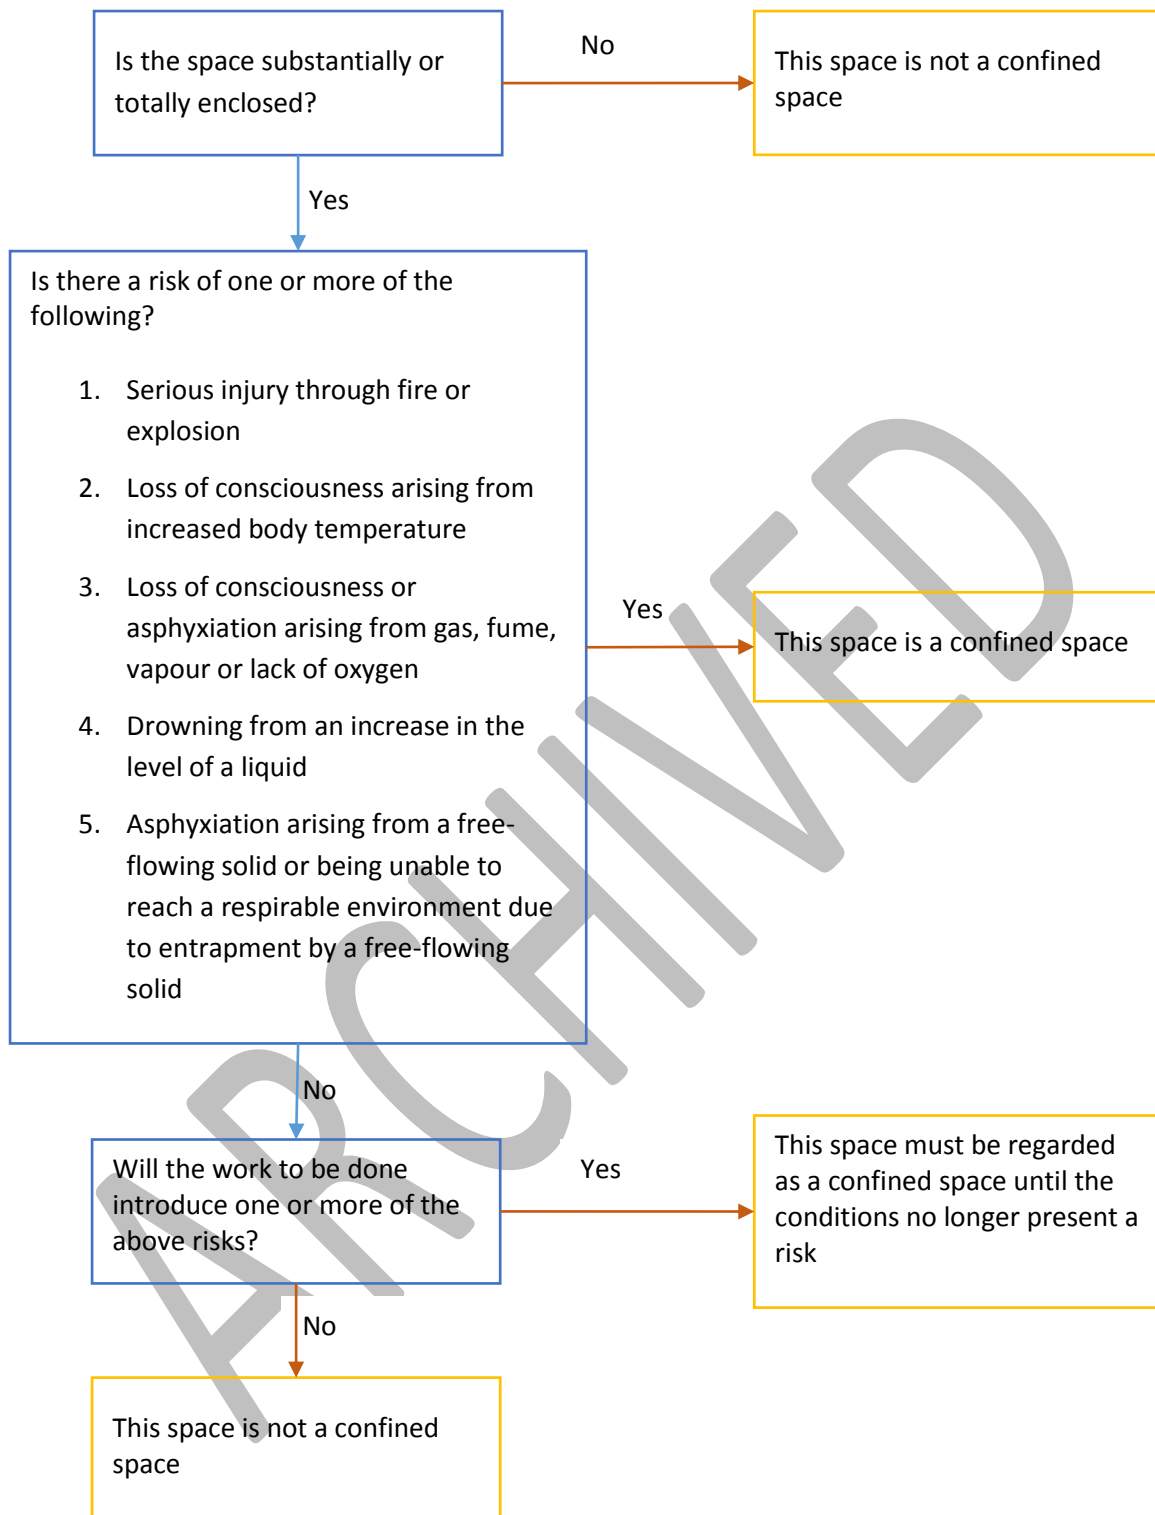 Is the space substantially or
totally enclosed?
No
This space is not a confined
space
Yes
Is there a risk of one or more of the
following?
1. Serious injury through fire or
explosion
2. Loss of consciousness arising from
increased body temperature
3. Loss of consciousness or
asphyxiation arising from gas, fume,
vapour or lack of oxygen
4. Drowning from an increase in the
level of a liquid
5. Asphyxiation arising from a free-
flowing solid or being unable to
reach a respirable environment due
to entrapment by a free-flowing
solid
Yes
This space is a confined space
No
Will the work to be done
introduce one or more of the
above risks?
Yes
This space must be regarded
as a confined space until the
conditions no longer present a
risk
No
This space is not a confined
space
ARCHIVED